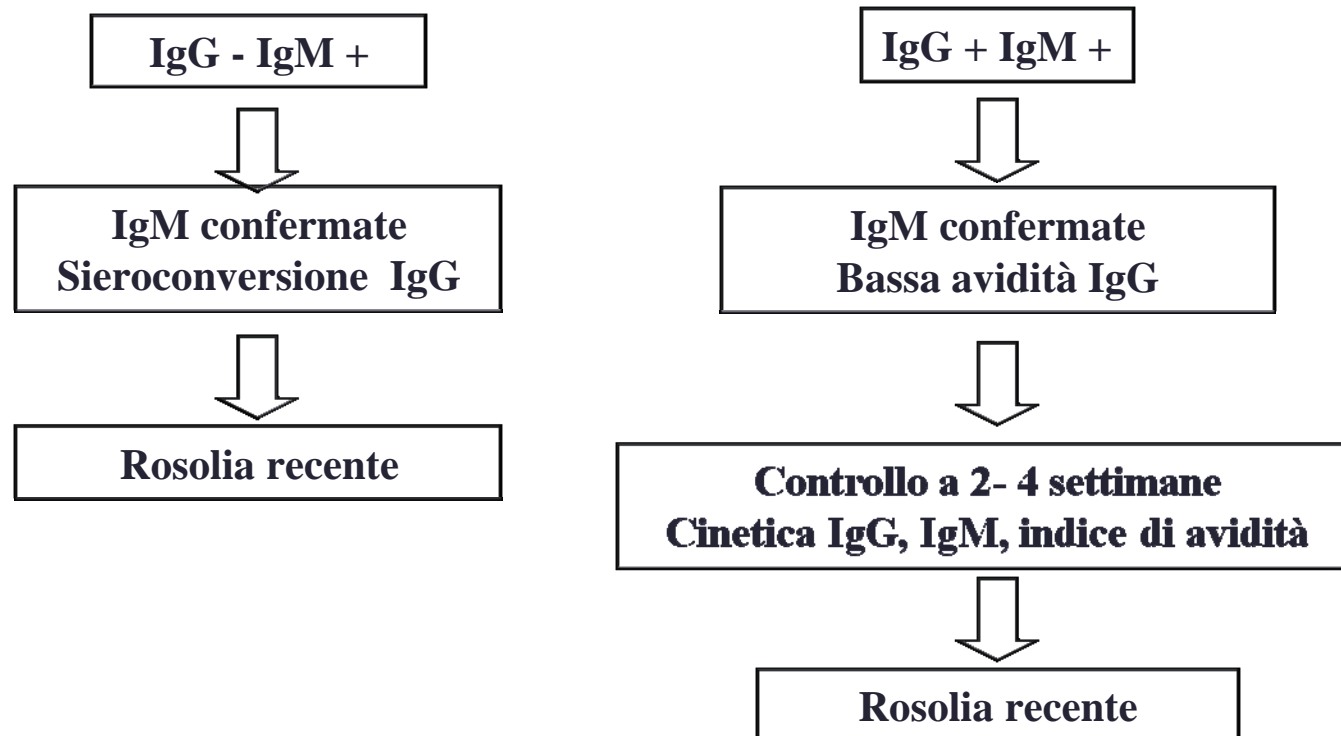 IgG - IgM +
IgM confermate
Sieroconversione IgG
Rosolia recente
IgG + IgM +
IgM confermate
Bassa avidità IgG
Controllo a 2- 4 settimane
Cinetica IgG, IgM, indice di avidità
Rosolia recente